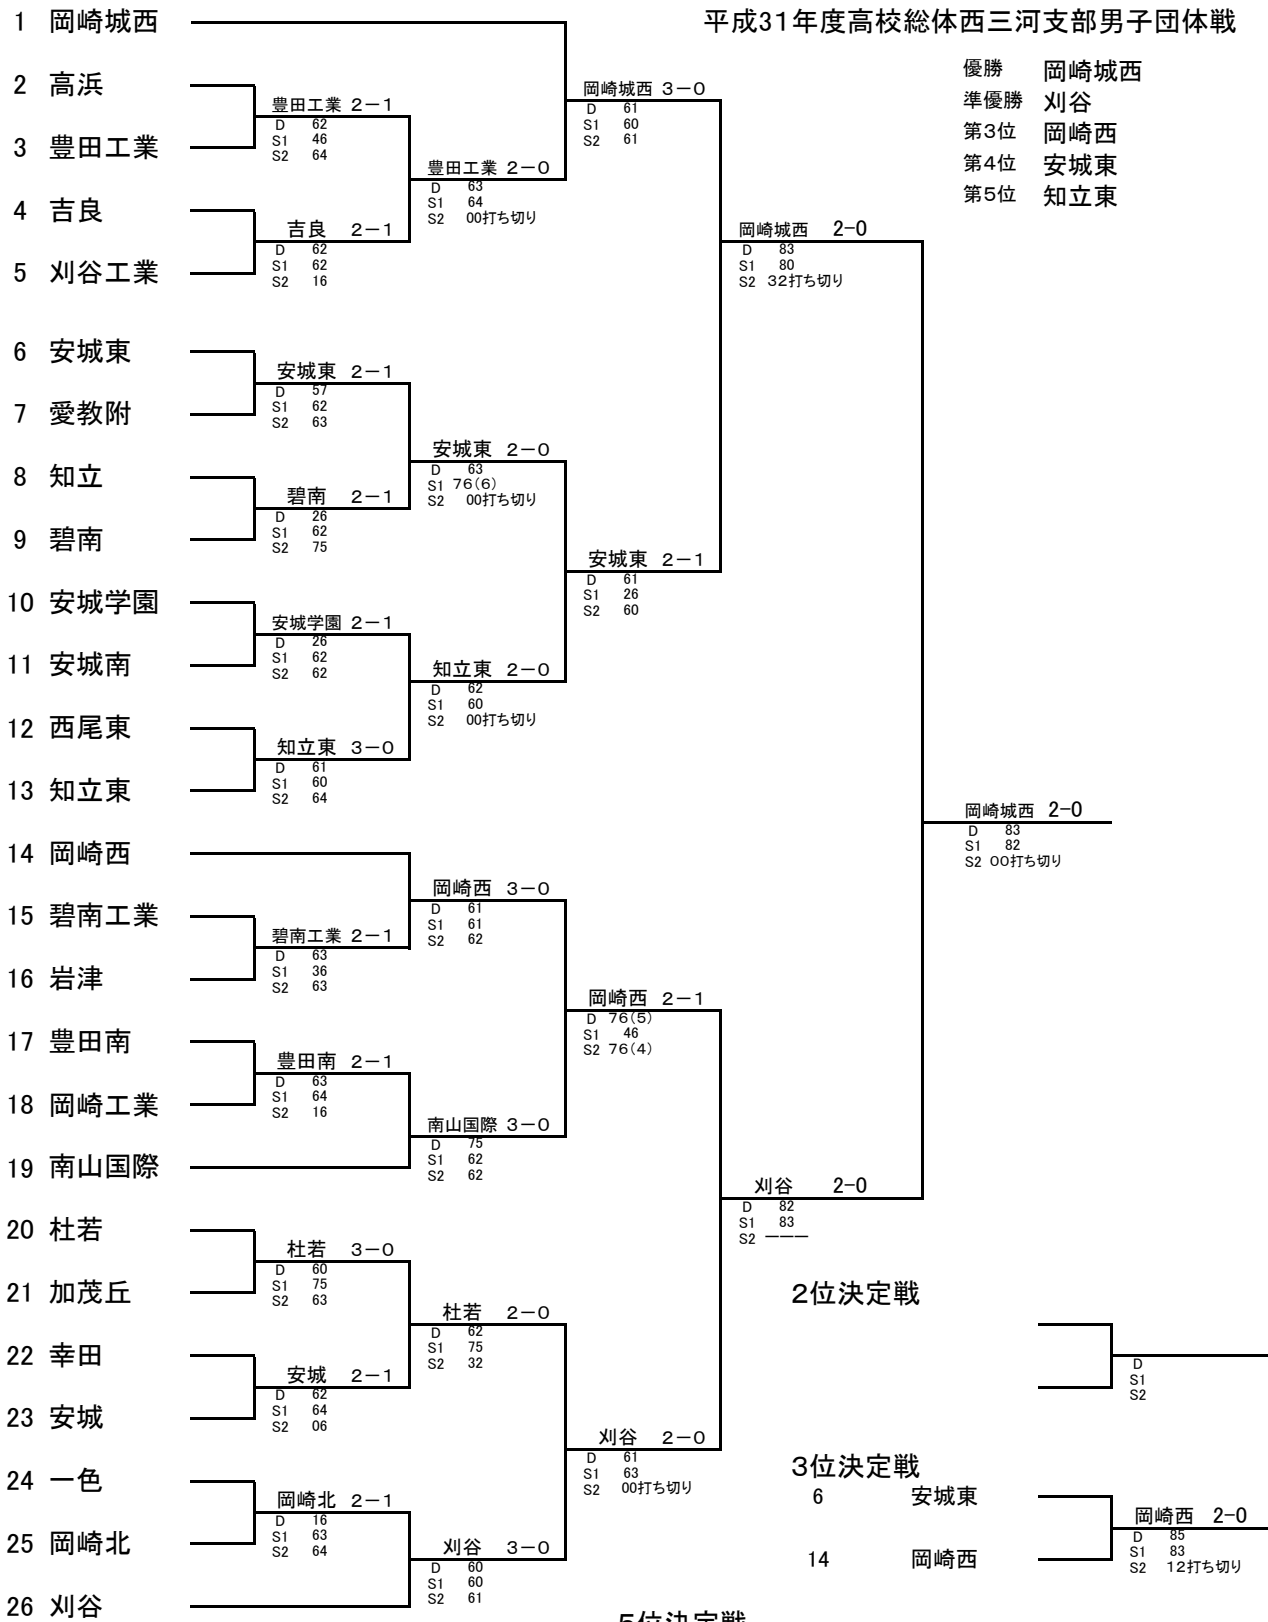 平成31年度高校総体西三河支部男子団体戦
優勝 岡崎城西
準優勝 刈谷
第3位 岡崎西
第4位 安城東
第5位 知立東
1 岡崎城西
2 高浜
3 豊田工業
4 吉良
5 刈谷工業
6 安城東
7 愛教附
8 知立
9 碧南
10 安城学園
11 安城南
12 西尾東
13 知立東
14 岡崎西
15 碧南工業
16 岩津
17 豊田南
18 岡崎工業
19 南山国際
20 杜若
21 加茂丘
22 幸田
23 安城
24 一色
25 岡崎北
26 刈谷
豊田工業 2－1
D 62
S1 46
S2 64
吉良 2－1
D 62
S1 62
S2 16
安城東 2－1
D 57
S1 62
S2 63
碧南 2－1
D 26
S1 62
S2 75
安城学園 2－1
D 26
S1 62
S2 62
知立東 3－0
D 61
S1 60
S2 64
碧南工業 2－1
D 63
S1 36
S2 63
豊田南 2－1
D 63
S1 64
S2 16
杜若 3－0
D 60
S1 75
S2 63
安城 2－1
D 62
S1 64
S2 06
岡崎北 2－1
D 16
S1 63
S2 64
豊田工業 2－0
D 63
S1 64
S2 00打ち切り
安城東 2－0
D 63
S1 76(6)
S2 00打ち切り
知立東 2－0
D 62
S1 60
S2 00打ち切り
岡崎西 3－0
D 61
S1 61
S2 62
南山国際 3－0
D 75
S1 62
S2 62
杜若 2－0
D 62
S1 75
S2 32
刈谷 3－0
D 60
S1 60
S2 61
岡崎城西 3－0
D 61
S1 60
S2 61
安城東 2－1
D 61
S1 26
S2 60
岡崎西 2－1
D 76(5)
S1 46
S2 76(4)
刈谷 2－0
D 61
S1 63
S2 00打ち切り
岡崎城西 2-0
D 83
S1 80
S2 32打ち切り
刈谷 2-0
D 82
S1 83
S2 ーーー
岡崎城西 2-0
D 83
S1 82
S2 00打ち切り
2位決定戦
D
S1
S2
3位決定戦
6 安城東
14 岡崎西
岡崎西 2-0
D 85
S1 83
S2 12打ち切り
5位決定戦